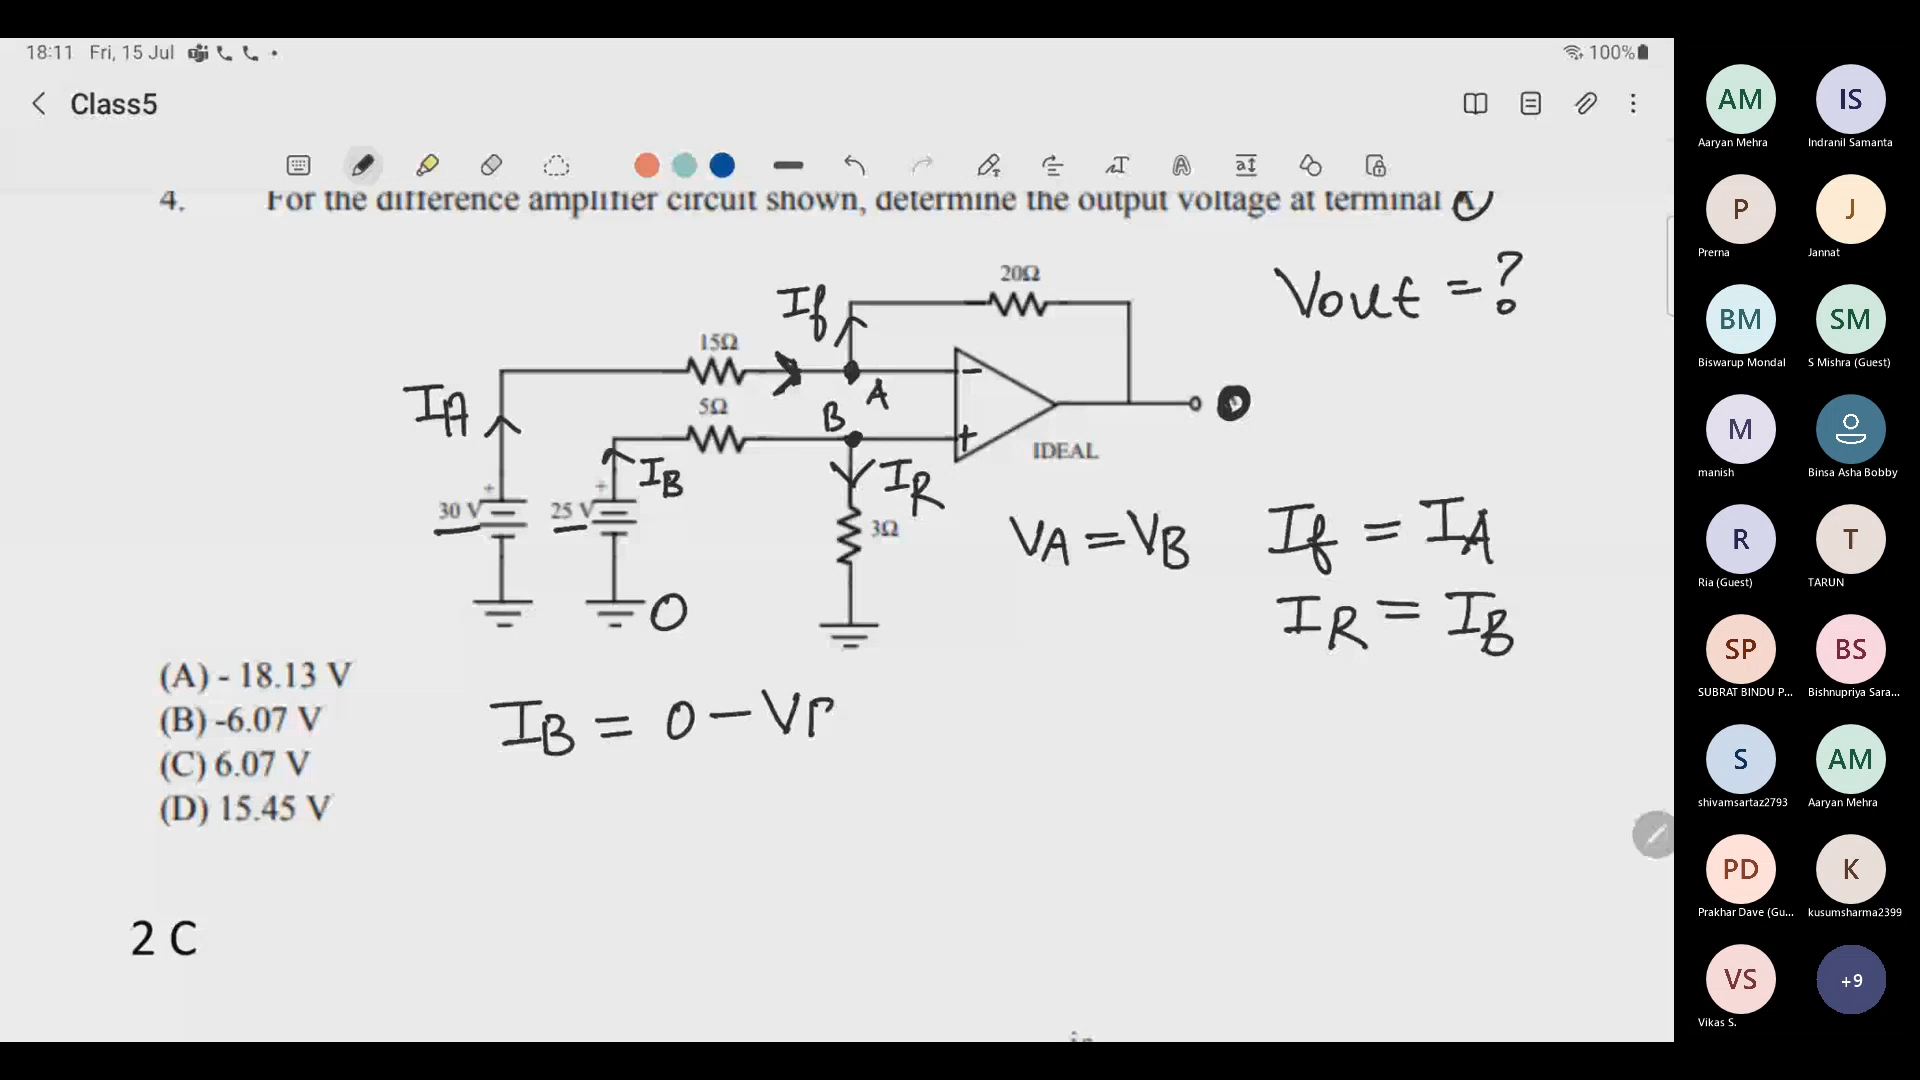 18:11 Fri, 15 Jul
100%
Class5
4. For the difference amplifier circuit shown, determine the output voltage at terminal A.
Vout = ?
20Ω
If
15Ω
IA
A
5Ω
B
IB
IR
IDEAL
30 V
25 V
3Ω
0
VA = VB
If = IA
IR = IB
(A) - 18.13 V
(B) -6.07 V
(C) 6.07 V
(D) 15.45 V
IB = 0 - V
2 C
AM
Aaryan Mehra
IS
Indranil Samanta
P
Prerna
J
Jannat
BM
Biswarup Mondal
SM
S Mishra (Guest)
M
manish
Binsa Asha Bobby
R
Ria (Guest)
T
TARUN
SP
SUBRAT BINDU P...
BS
Bishnupriya Sara...
S
shivamsartaz2793
AM
Aaryan Mehra
PD
Prakhar Dave (Gu...
K
kusumsharma2399
VS
Vikas S.
+9